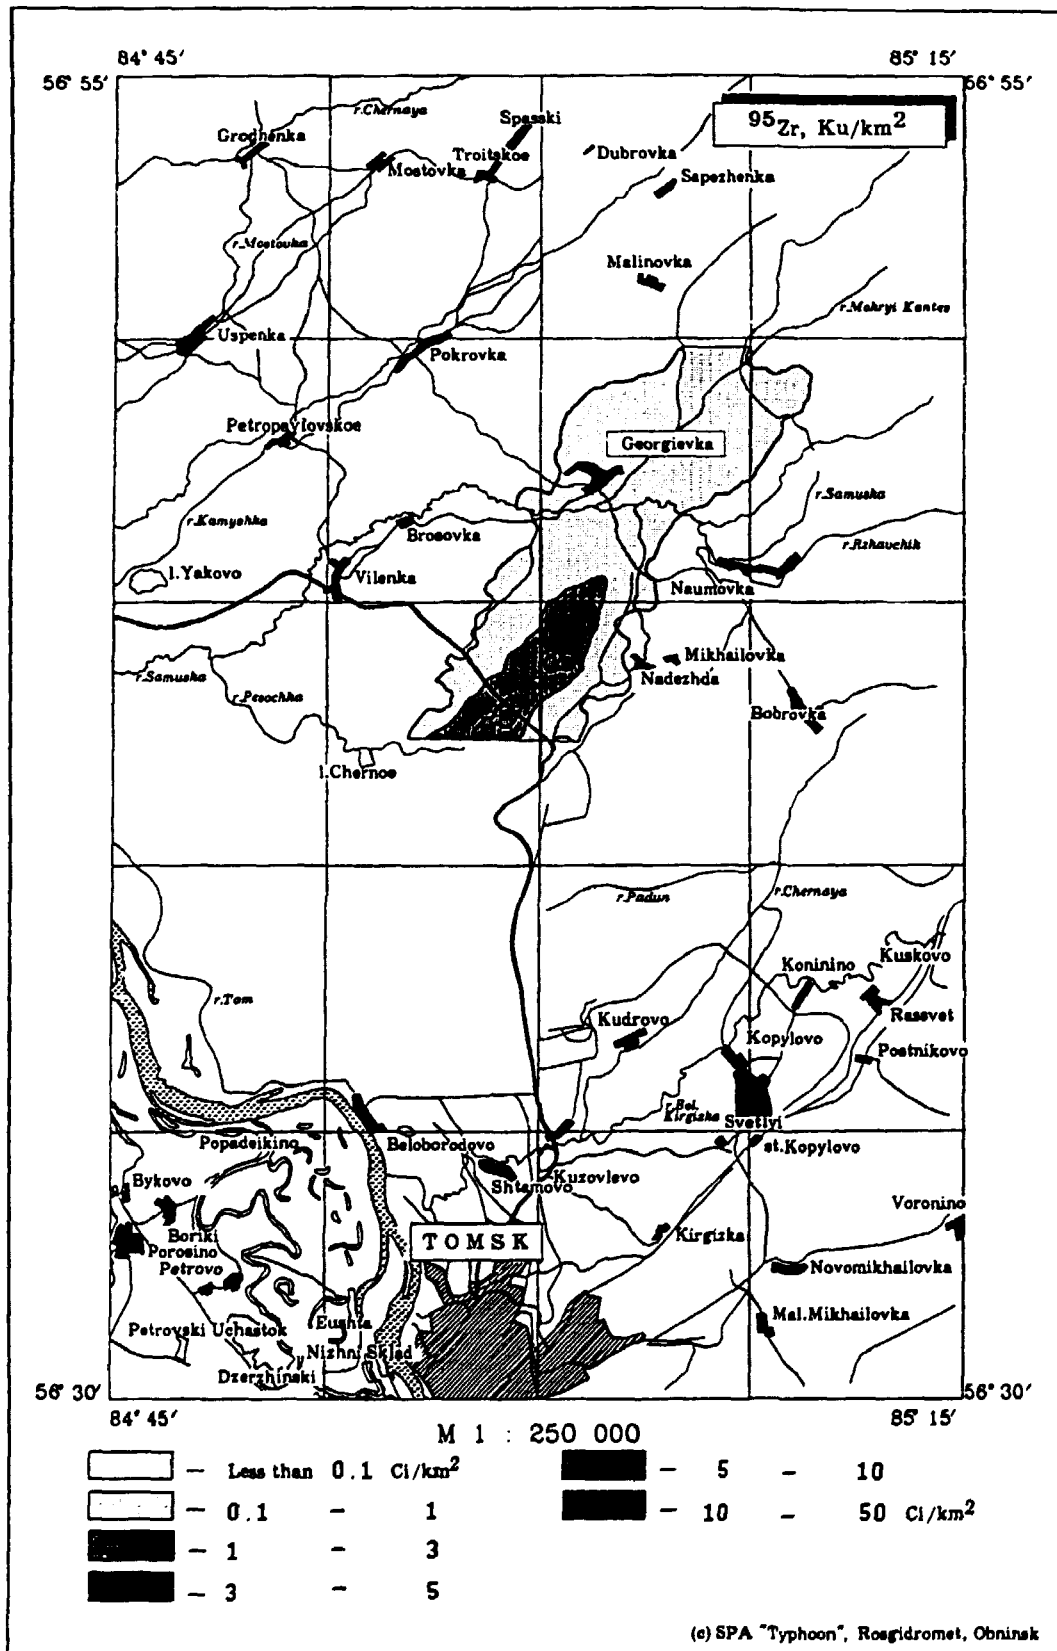 84° 45′
85° 15′
56° 55′
56° 55′
95Zr, Ku/km2
r.Chernaya
Spasski
Grodnenka
Troitskoe
Dubrovka
Mostovka
Sapezhenka
r.Mostovka
Malinovka
r.Mokryi Kantes
Uspenka
Pokrovka
Petropavlovskoe
Georgievka
r.Samuska
r.Kamyshka
Brosovka
r.Rzhavchik
l.Yakovo
Vilenka
Naumovka
Mikhailovka
r.Samuska
Nadezhda
r.Pesochka
Bobrovka
l.Chernoe
r.Padun
r.Chernaya
Kuskovo
Koninino
r.Tom
Rassvet
Kudrovo
Kopylovo
Postnikovo
r.Bol.
Kirgizka
Svetlyi
Popadeikino
Beloborodovo
st.Kopylovo
Bykovo
Kuzovlevo
Shtamovo
Voronino
Boriki
TOMSK
Kirgizka
Porosino
Petrovo
Novomikhailovka
Mal.Mikhailovka
Petrovski Uchastok
Eushta
Nizhni Sklad
Dzerzhinski
56° 30′
56° 30′
84° 45′
85° 15′
M 1 : 250 000
– Less than 0.1 Ci/km2
– 5 – 10
– 0.1 – 1
– 10 – 50 Ci/km2
– 1 – 3
– 3 – 5
(c) SPA "Typhoon", Rosgidromet, Obninsk